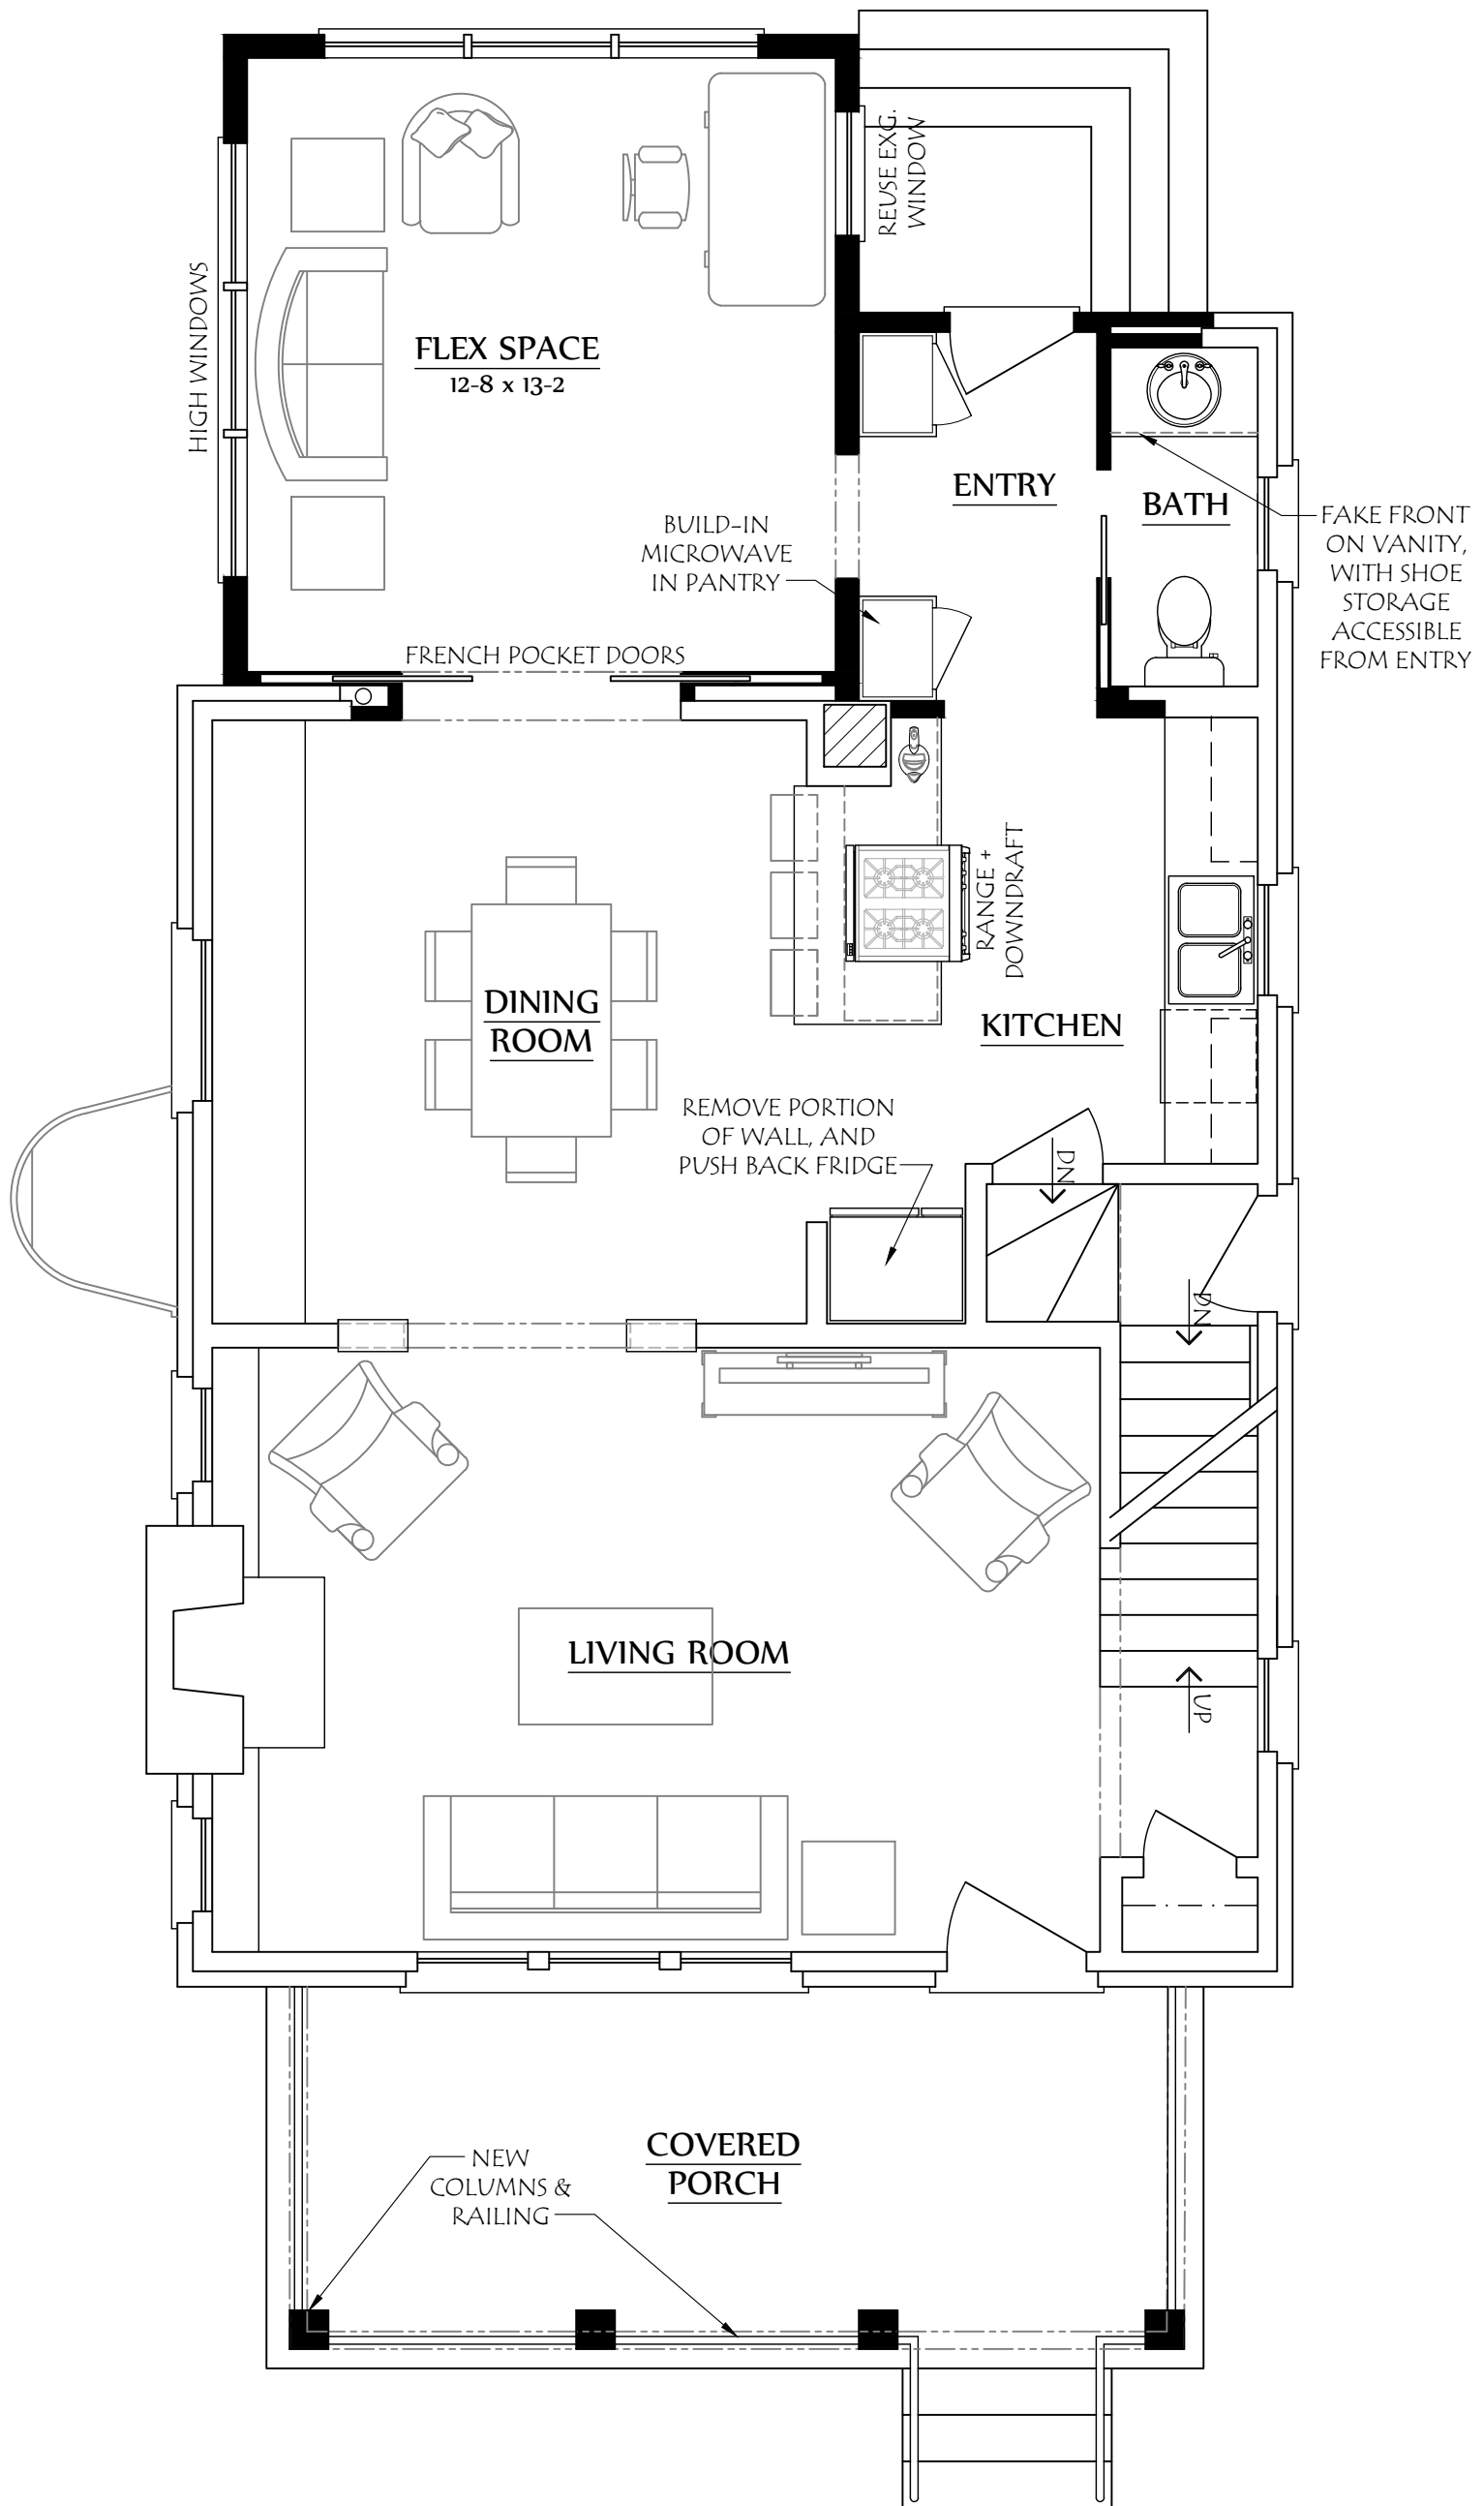 REUSE EXG.
WINDOW
HIGH WINDOWS
FLEX SPACE
12-8 x 13-2
ENTRY
BATH
BUILD-IN
MICROWAVE
IN PANTRY
FAKE FRONT
ON VANITY,
WITH SHOE
STORAGE
ACCESSIBLE
FROM ENTRY
FRENCH POCKET DOORS
RANGE +
DOWNDRAFT
DINING
ROOM
KITCHEN
REMOVE PORTION
OF WALL, AND
PUSH BACK FRIDGE
DN
DN
LIVING ROOM
UP
COVERED
PORCH
NEW
COLUMNS &
RAILING